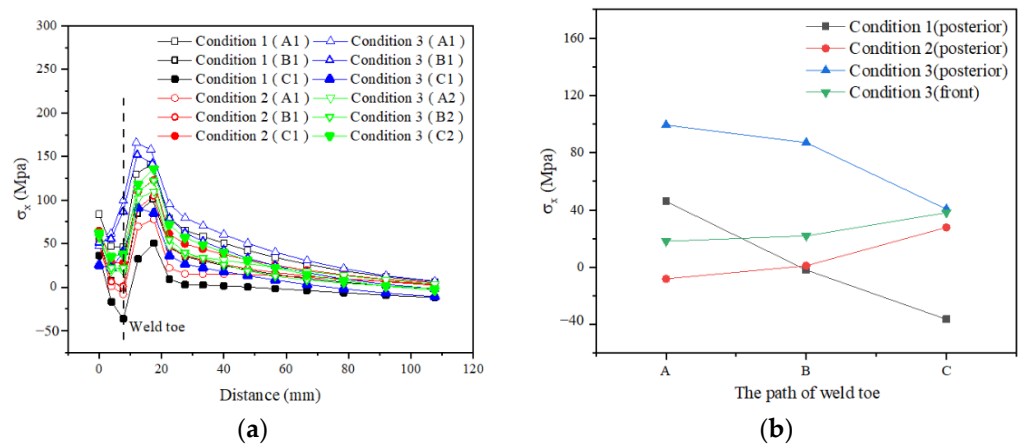 300
250
200
150
100
50
0
−50
σx (Mpa)
Condition 1 ( A1 ) Condition 3 ( A1 )
Condition 1 ( B1 ) Condition 3 ( B1 )
Condition 1 ( C1 ) Condition 3 ( C1 )
Condition 2 ( A1 ) Condition 3 ( A2 )
Condition 2 ( B1 ) Condition 3 ( B2 )
Condition 2 ( C1 ) Condition 3 ( C2 )
Weld toe
0 20 40 60 80 100 120
Distance (mm)
(a)
160
120
80
40
0
−40
σx (Mpa)
Condition 1(posterior)
Condition 2(posterior)
Condition 3(posterior)
Condition 3(front)
A B C
The path of weld toe
(b)